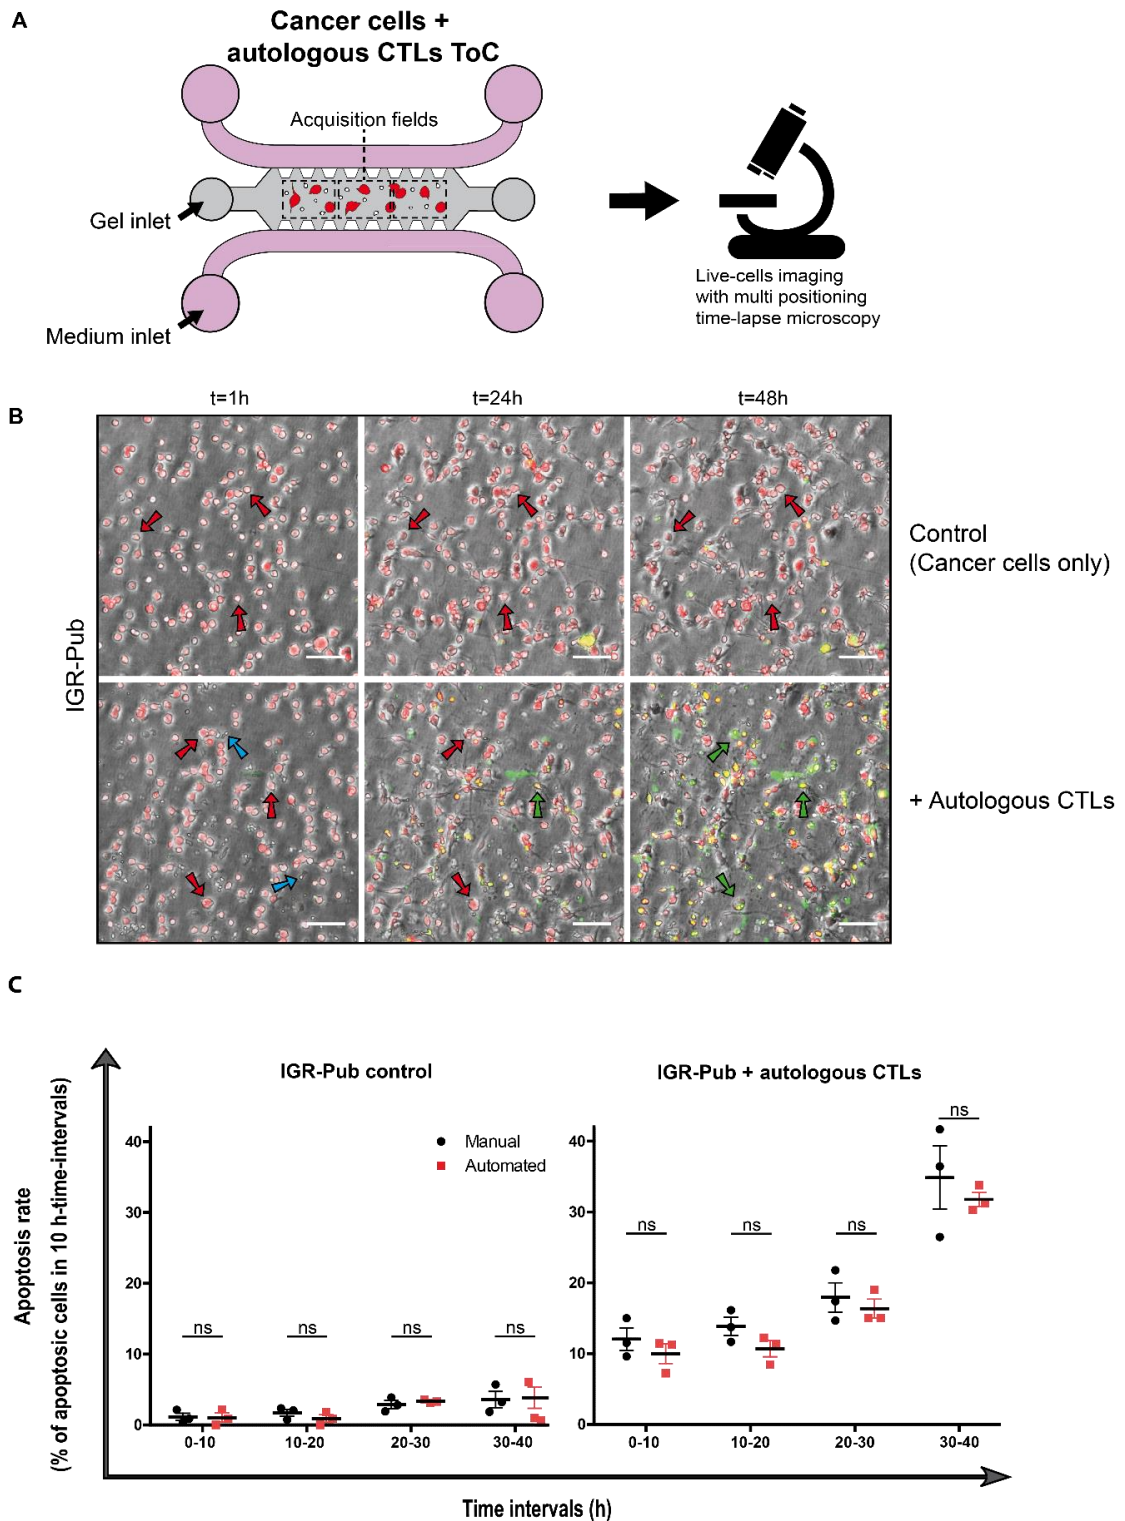 A
Cancer cells +
autologous CTLs ToC
Acquisition fields
Gel inlet
Medium inlet
Live-cells imaging
with multi positioning
time-lapse microscopy
B
t=1h
t=24h
t=48h
IGR-Pub
Control
(Cancer cells only)
+ Autologous CTLs
C
Apoptosis rate
(% of apoptosic cells in 10 h-time-intervals)
IGR-Pub control
Manual
Automated
40
30
20
10
0
ns
ns
ns
ns
0-10
10-20
20-30
30-40
IGR-Pub + autologous CTLs
40
30
20
10
0
ns
ns
ns
ns
0-10
10-20
20-30
30-40
Time intervals (h)